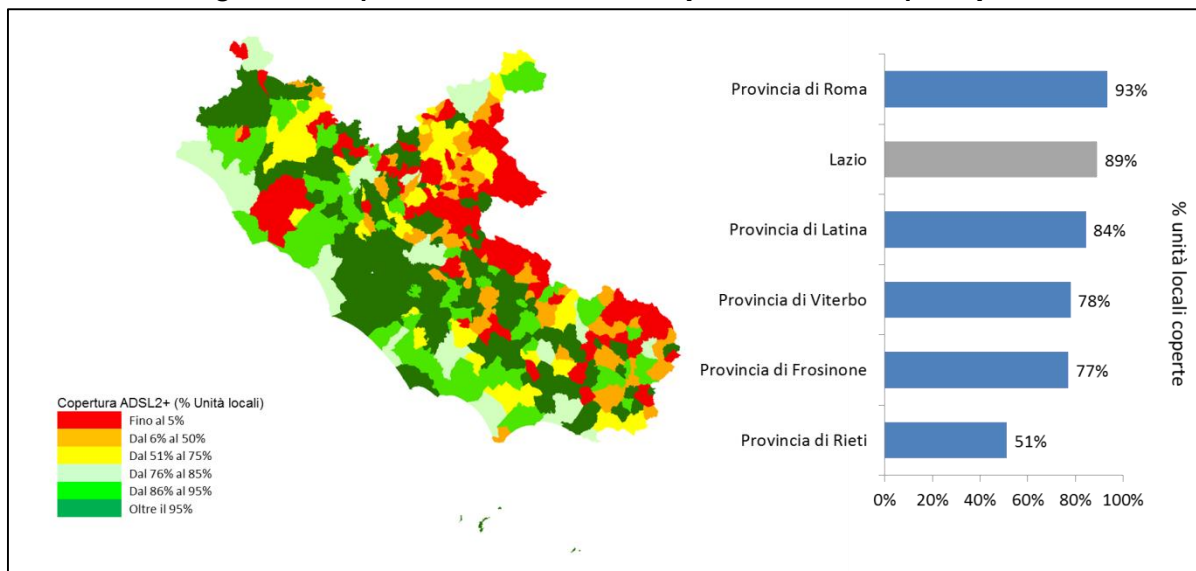 Copertura ADSL2+ (% Unità locali)
Fino al 5%
Dal 6% al 50%
Dal 51% al 75%
Dal 76% al 85%
Dal 86% al 95%
Oltre il 95%
Provincia di Roma 93%
Lazio 89%
Provincia di Latina 84%
Provincia di Viterbo 78%
Provincia di Frosinone 77%
Provincia di Rieti 51%
0% 20% 40% 60% 80% 100%
% unità locali coperte